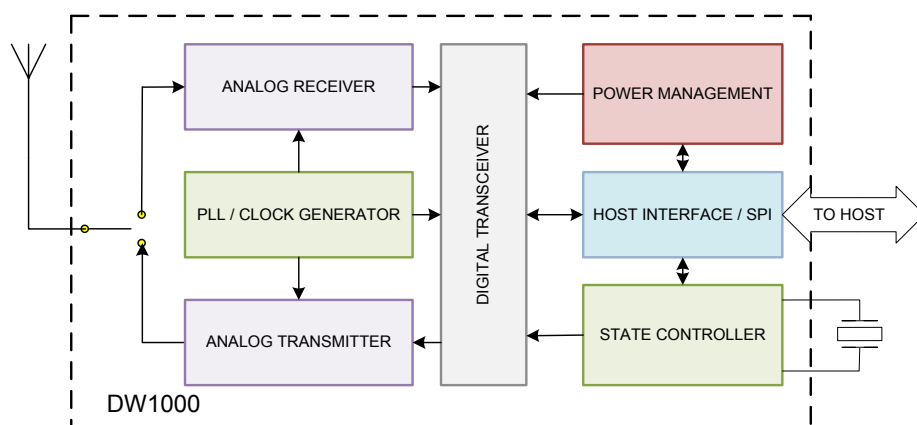 ANALOG RECEIVER
POWER MANAGEMENT
PLL / CLOCK GENERATOR
DIGITAL TRANSCEIVER
HOST INTERFACE / SPI
TO HOST
ANALOG TRANSMITTER
STATE CONTROLLER
DW1000